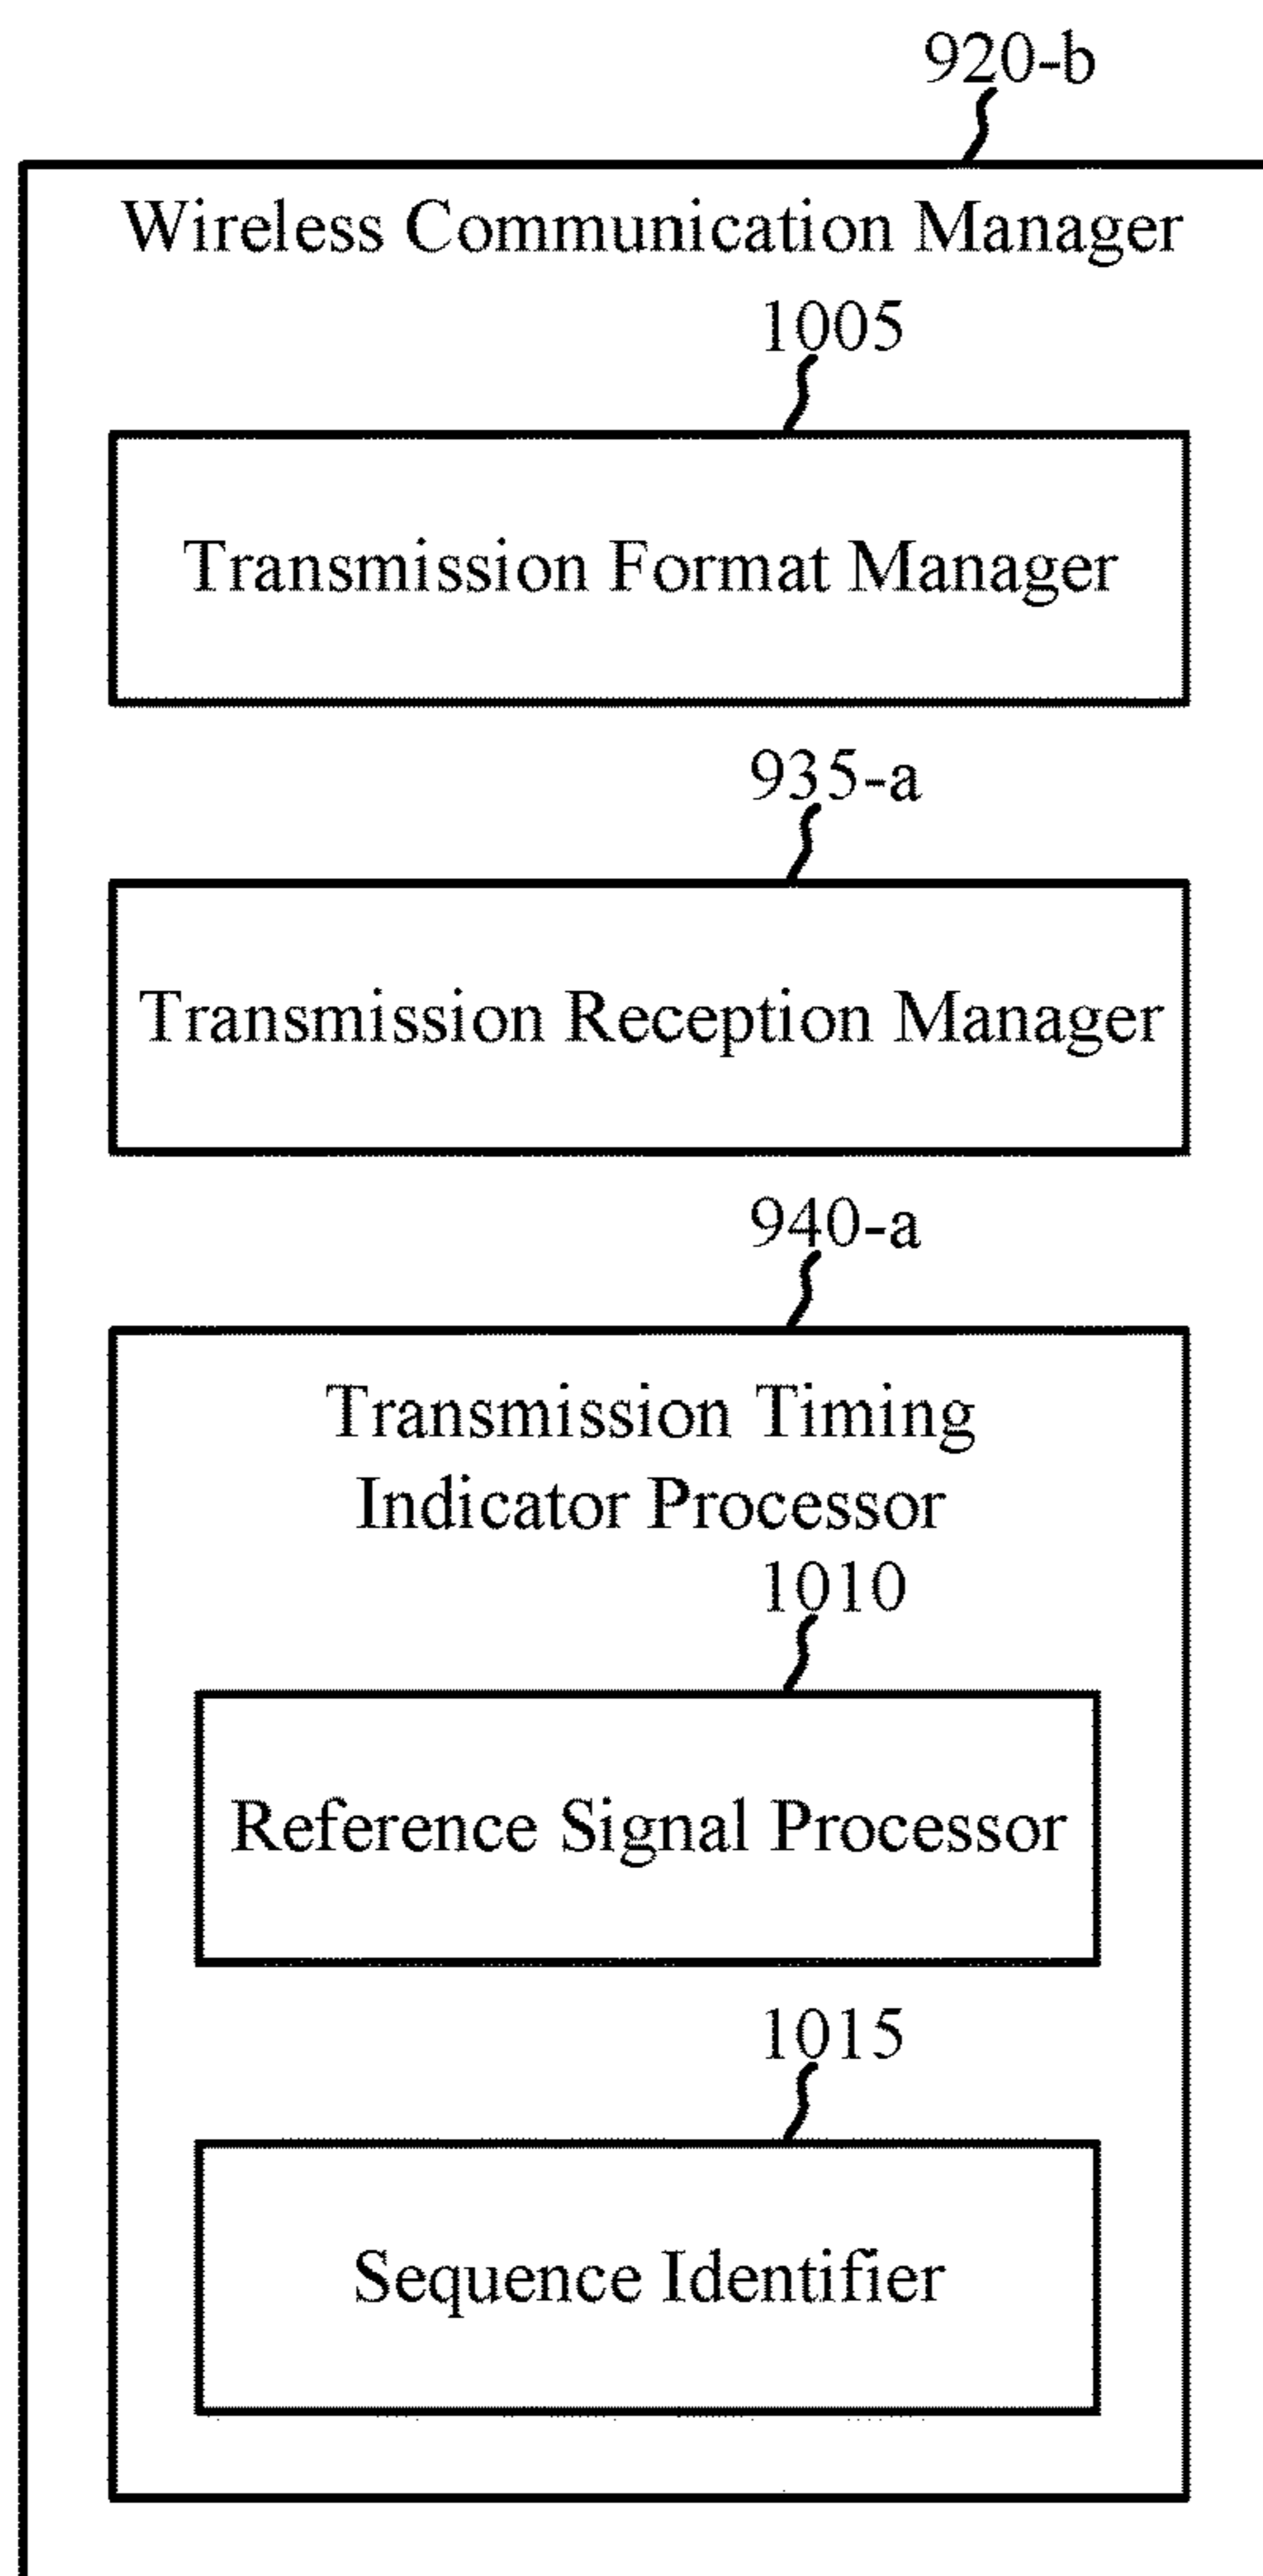 920-b
Wireless Communication Manager
1005
Transmission Format Manager
935-a
Transmission Reception Manager
940-a
Transmission Timing
Indicator Processor
1010
Reference Signal Processor
1015
Sequence Identifier